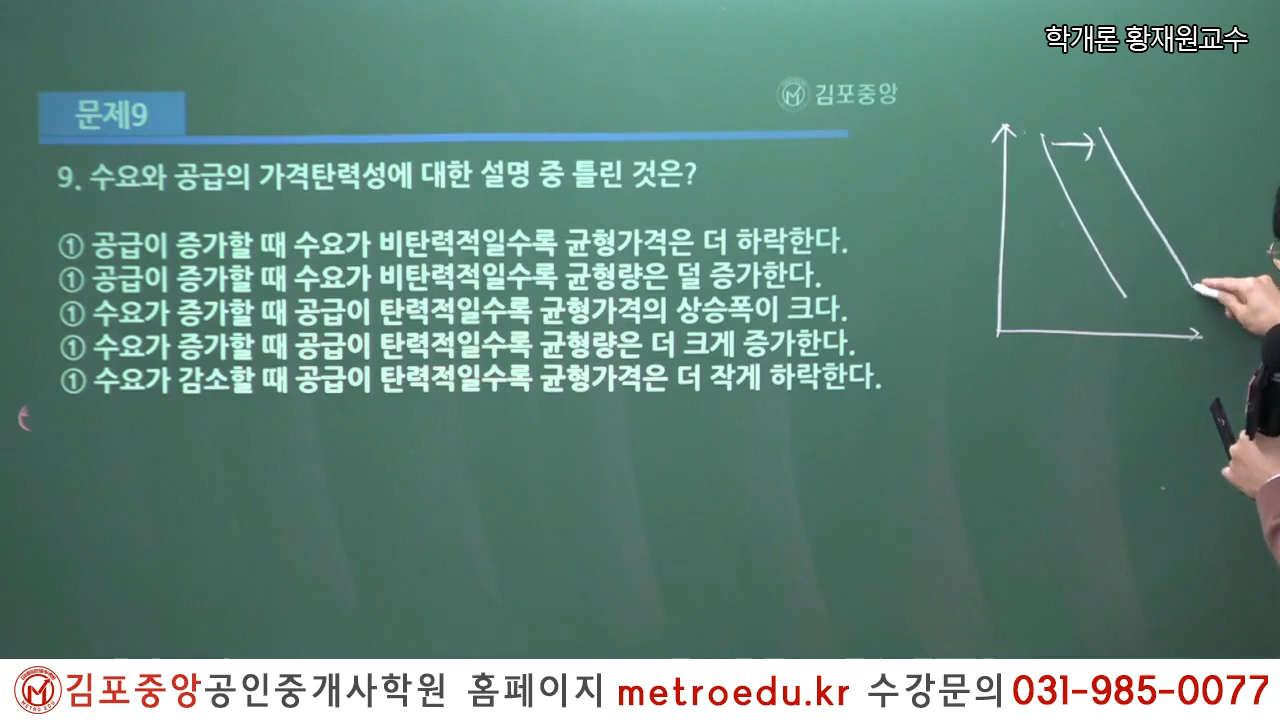 학개론 황재원교수
김포중앙
문제9
9. 수요와 공급의 가격탄력성에 대한 설명 중 틀린 것은?
① 공급이 증가할 때 수요가 비탄력적일수록 균형가격은 더 하락한다.
① 공급이 증가할 때 수요가 비탄력적일수록 균형량은 덜 증가한다.
① 수요가 증가할 때 공급이 탄력적일수록 균형가격의 상승폭이 크다.
① 수요가 증가할 때 공급이 탄력적일수록 균형량은 더 크게 증가한다.
① 수요가 감소할 때 공급이 탄력적일수록 균형가격은 더 작게 하락한다.
김포중앙공인중개사학원 홈페이지 metroedu.kr 수강문의 031-985-0077
METRO EDU